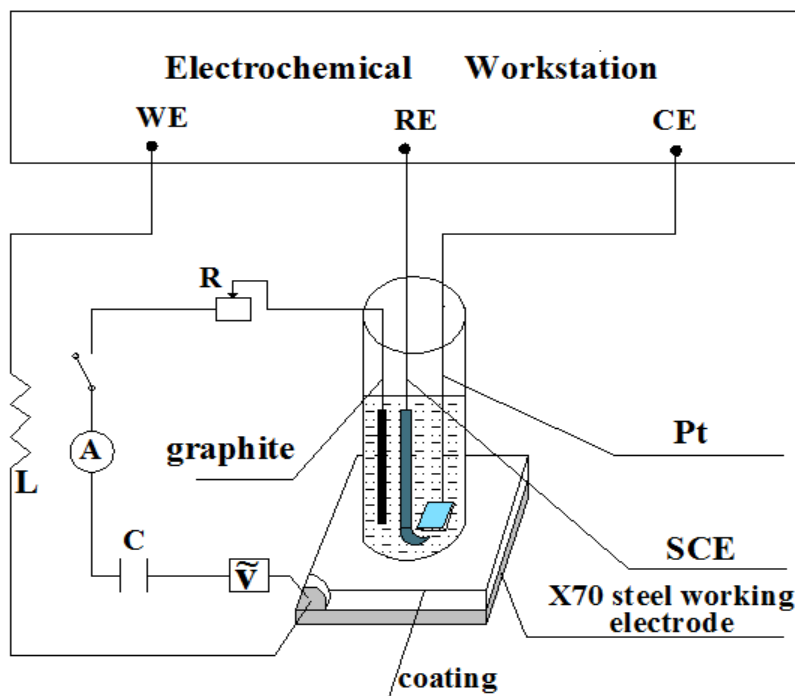 Electrochemical Workstation
WE
RE
CE
R
A
graphite
Pt
L
C
Ṽ
SCE
X70 steel working
electrode
coating